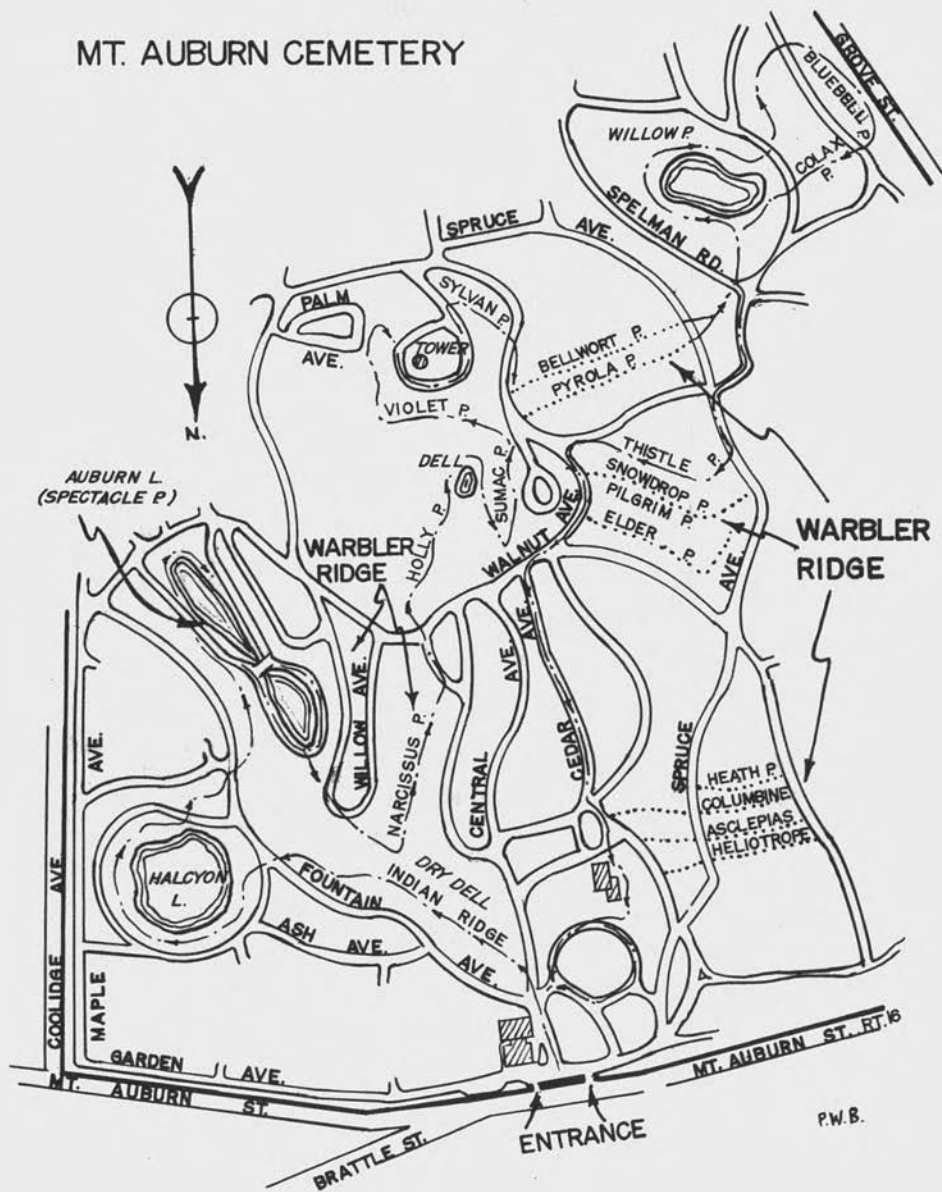 MT. AUBURN CEMETERY
GROVE ST.
BLUEBELL P.
COLAX P.
WILLOW P.
SPELMAN RD.
SPRUCE AVE.
SYLVAN P.
PALM AVE.
TOWER
BELLWORT P.
PYROLA P.
VIOLET P.
N.
DELL
SUMAC P.
HOLLY P.
THISTLE P.
SNOWDROP P.
PILGRIM P.
ELDER P.
WALNUT AVE.
AUBURN L.
(SPECTACLE P)
WARBLER
RIDGE
WARBLER
RIDGE
AVE.
WILLOW AVE.
NARCISSUS P.
CENTRAL AVE
CEDAR AVE.
SPRUCE AVE.
HEATH P.
COLUMBINE
ASCLEPIAS
HELIOTROPE
HALCYON
L.
DRY DELL
INDIAN RIDGE
FOUNTAIN AVE.
ASH AVE.
COOLIDGE AVE
MAPLE AVE.
GARDEN AVE.
MT. AUBURN ST.
MT. AUBURN ST. RT.16
BRATTLE ST.
ENTRANCE
P.W.B.